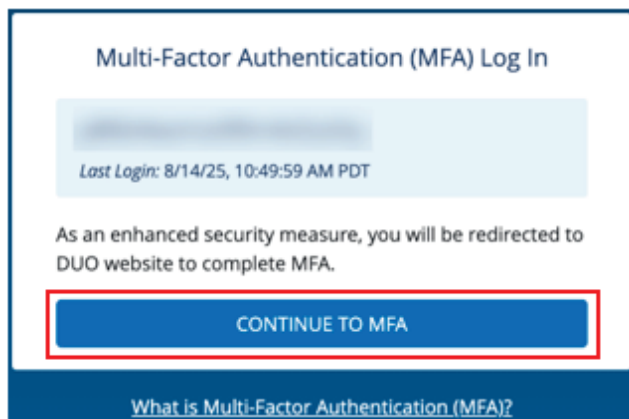 Multi-Factor Authentication (MFA) Log In
Last Login: 8/14/25, 10:49:59 AM PDT
As an enhanced security measure, you will be redirected to
DUO website to complete MFA.
CONTINUE TO MFA
What is Multi-Factor Authentication (MFA)?